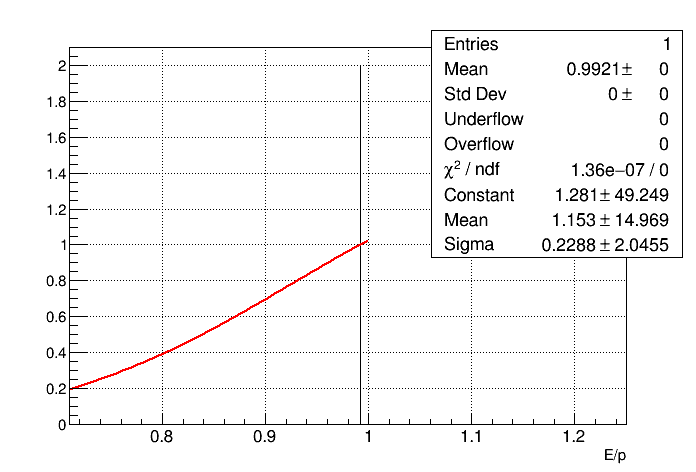 Entries 1
Mean 0.9921± 0
Std Dev 0± 0
Underflow 0
Overflow 0
χ² / ndf 1.36e−07 / 0
Constant 1.281± 49.249
Mean 1.153± 14.969
Sigma 0.2288± 2.0455
2
1.8
1.6
1.4
1.2
1
0.8
0.6
0.4
0.2
0
0.8 0.9 1 1.1 1.2
E/p